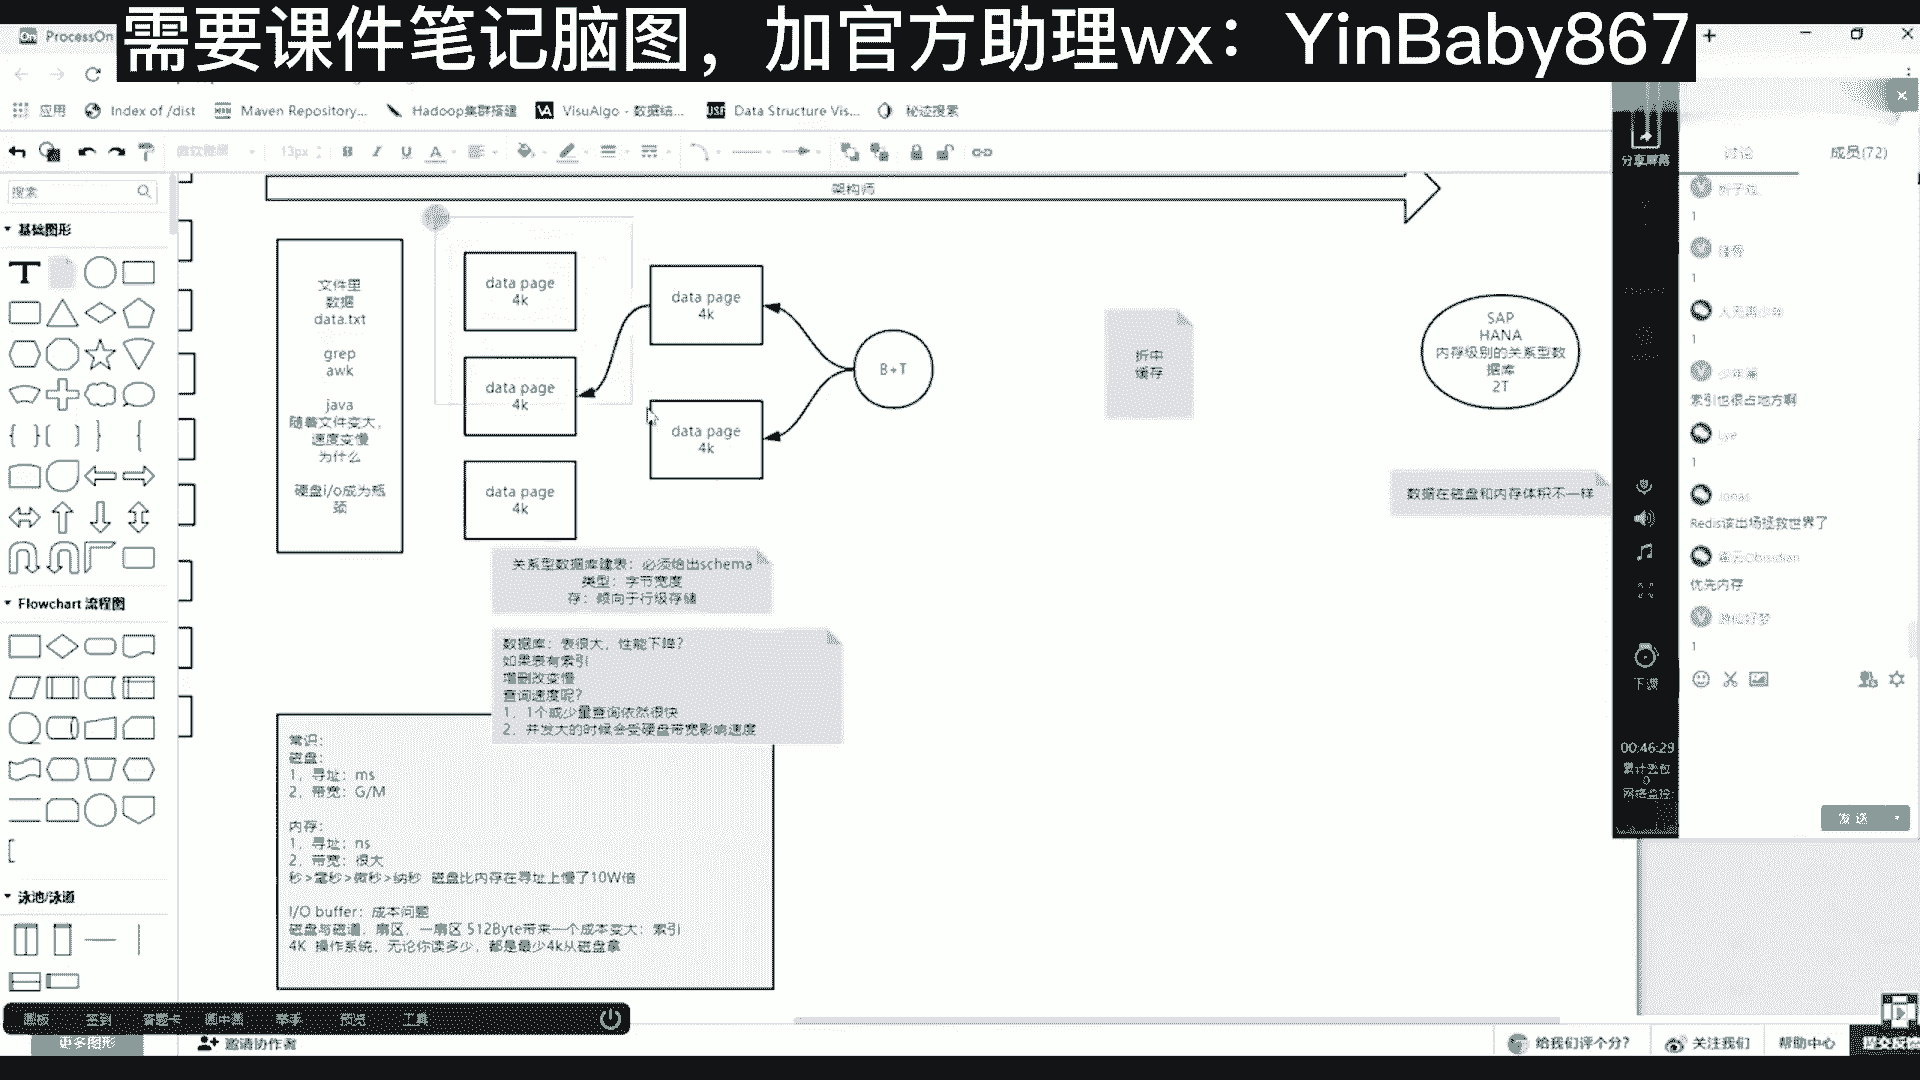 需要课件笔记脑图，加官方助理wx：YinBaby867
ProcessOn
应用
Index of /dist
Maven Repository...
Hadoop集群搭建
VisuAlgo - 数据结...
Data Structure Vis...
秘迹搜索
13px
分享屏幕
讨论
成员(72)
搜索
基础图形
架构师
文件里
数据
data.txt
grep
awk
java
随着文件变大，
速度变慢
为什么
硬盘i/o成为瓶
颈
data page
4k
data page
4k
data page
4k
data page
4k
data page
4k
B+T
折中
缓存
SAP
HANA
内存级别的关系型数
据库
2T
数据在磁盘和内存体积不一样
关系型数据库建表：必须给出schema
类型：字节宽度
存：倾向于行级存储
数据库：表很大，性能下降？
如果表有索引
增删改变慢
查询速度呢？
1，1个或少量查询依然很快
2，并发大的时候会受硬盘带宽影响速度
常识：
磁盘：
1，寻址：ms
2，带宽：G/M
内存：
1，寻址：ns
2，带宽：很大
秒>毫秒>微秒>纳秒 磁盘比内存在寻址上慢了10W倍
I/O buffer：成本问题
磁盘与磁道，扇区，一扇区 512Byte带来一个成本变大：索引
4K 操作系统，无论你读多少，都是最少4k从磁盘拿
Flowchart 流程图
泳池/泳道
更多图形
1
1
1
索引也很占地方啊
Lye
1
Jonas
Redis该出场拯救世界了
优先内存
1
下课
00:46:29
0
发送
画板
签到
答题卡
画中画
举手
预览
工具
邀请协作者
给我们评个分？
关注我们
帮助中心
提交反馈